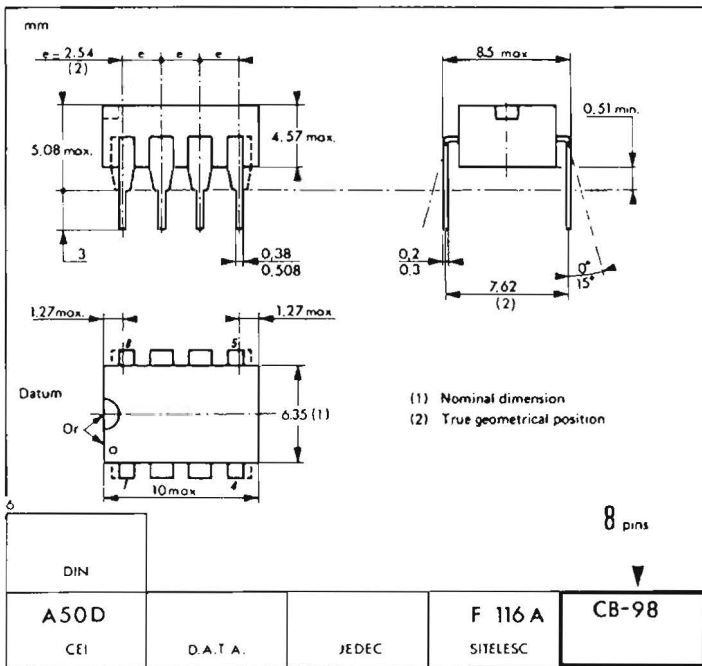 mm
e = 2.54
(2)
e
e
e
8.5 max
5,08 max.
4.57 max.
0,51 min.
3
0,38
0,508
0,2
0,3
7,62
(2)
0°
15°
1.27 max.
1.27 max
8
5
Datum
Or
6.35 (1)
(1) Nominal dimension
(2) True geometrical position
1
4
10 max
6
8 pins
DIN
A50D
CEI
D.A.T A.
JEDEC
F 116 A
SITELESC
CB-98